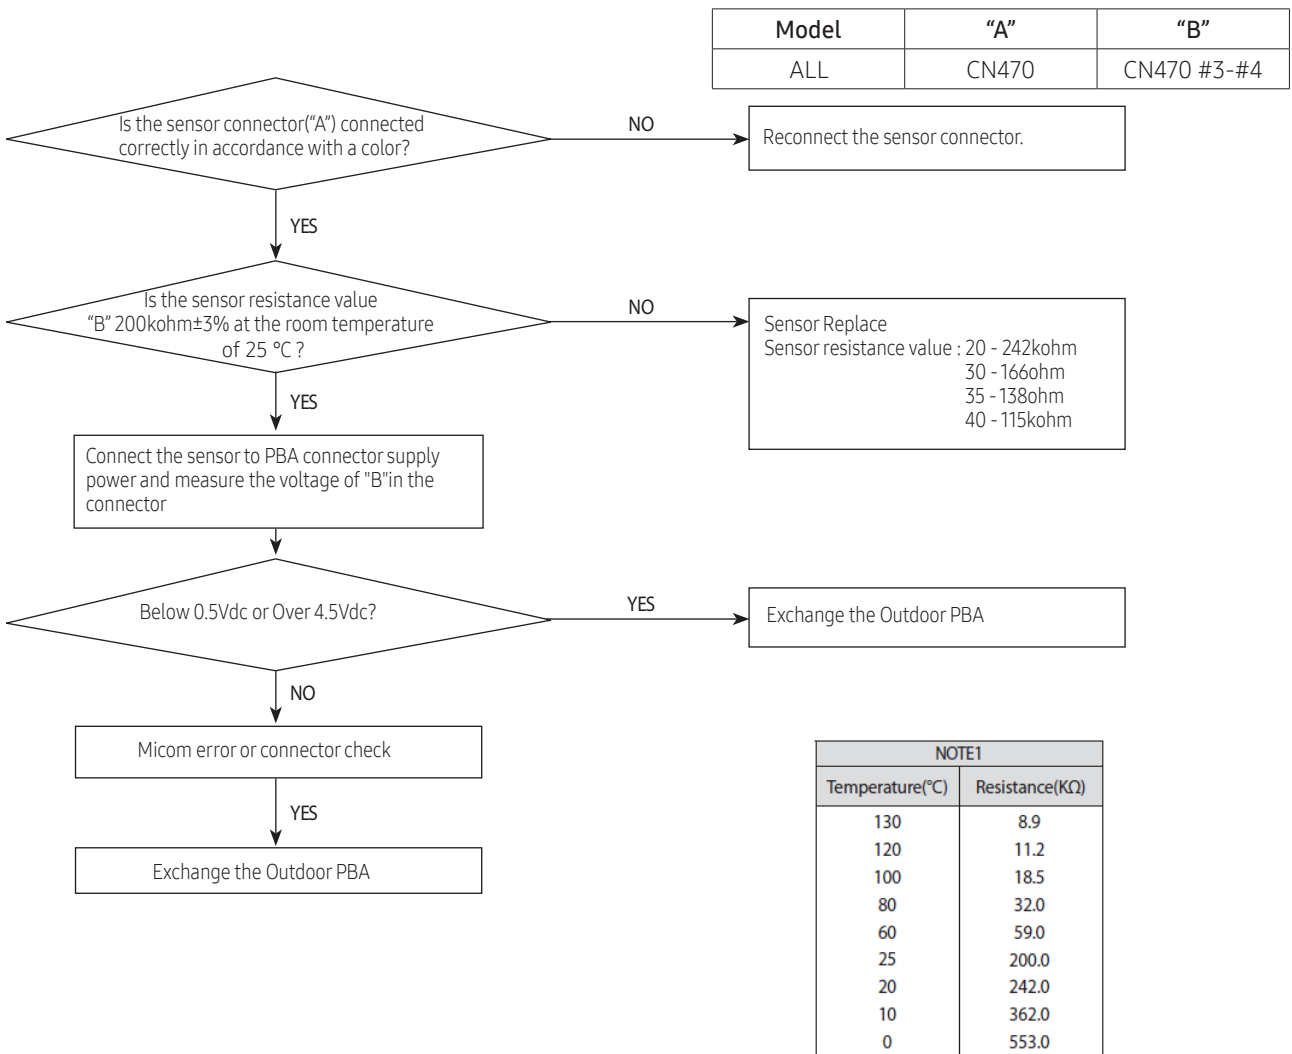 Model “A” “B”
ALL CN470 CN470 #3-#4
Is the sensor connector(“A”) connected
correctly in accordance with a color?
NO
Reconnect the sensor connector.
YES
Is the sensor resistance value
“B” 200kohm±3% at the room temperature
of 25 °C ?
NO
Sensor Replace
Sensor resistance value : 20 - 242kohm
30 - 166ohm
35 - 138ohm
40 - 115kohm
YES
Connect the sensor to PBA connector supply
power and measure the voltage of "B"in the
connector
Below 0.5Vdc or Over 4.5Vdc?
YES
Exchange the Outdoor PBA
NO
Micom error or connector check
YES
Exchange the Outdoor PBA
NOTE1
Temperature(°C) Resistance(KΩ)
130 8.9
120 11.2
100 18.5
80 32.0
60 59.0
25 200.0
20 242.0
10 362.0
0 553.0